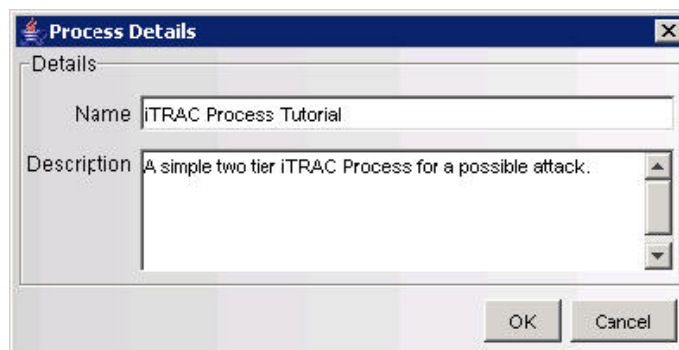 Process Details
Details
Name iTRAC Process Tutorial
Description A simple two tier iTRAC Process for a possible attack.
OK Cancel